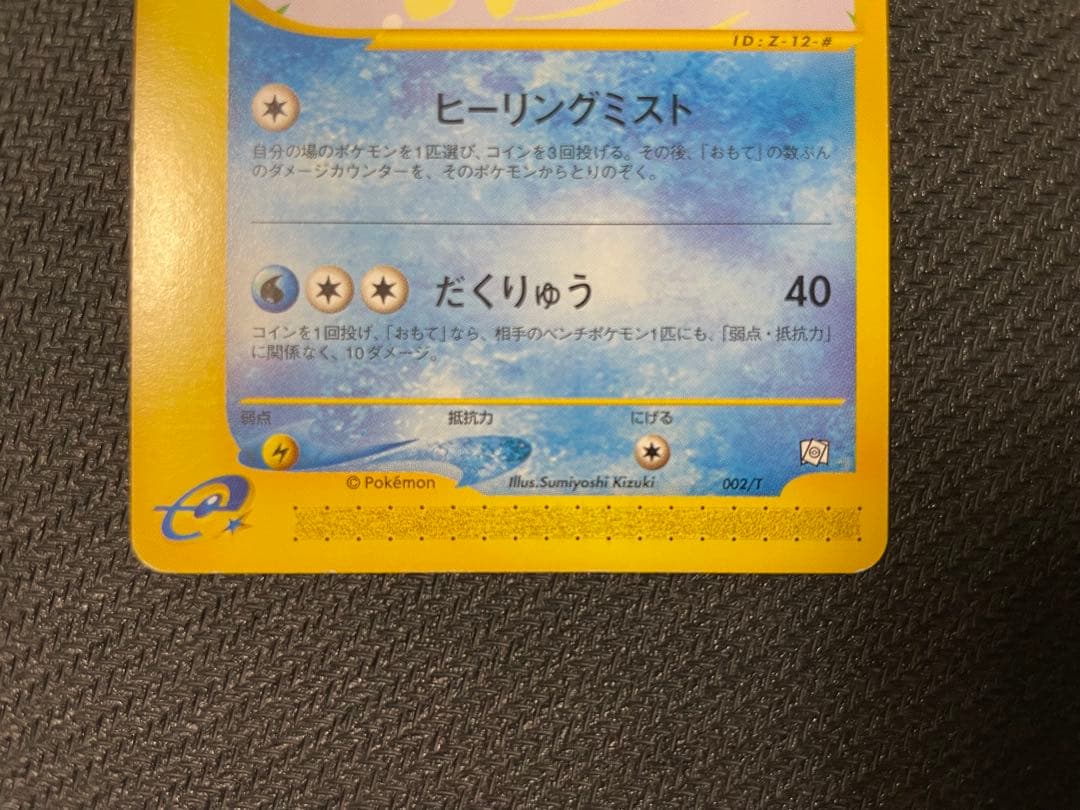 ID:Z-12-#
ヒーリングミスト
自分の場のポケモンを1匹選び、コインを3回投げる。その後、「おもて」の数ぶん
のダメージカウンターを、そのポケモンからとりのぞく。
だくりゅう 40
コインを1回投げ、「おもて」なら、相手のベンチポケモン1匹にも、「弱点・抵抗力」
に関係なく、10ダメージ。
弱点 抵抗力 にげる
© Pokémon Illus.Sumiyoshi Kizuki 002/T
e